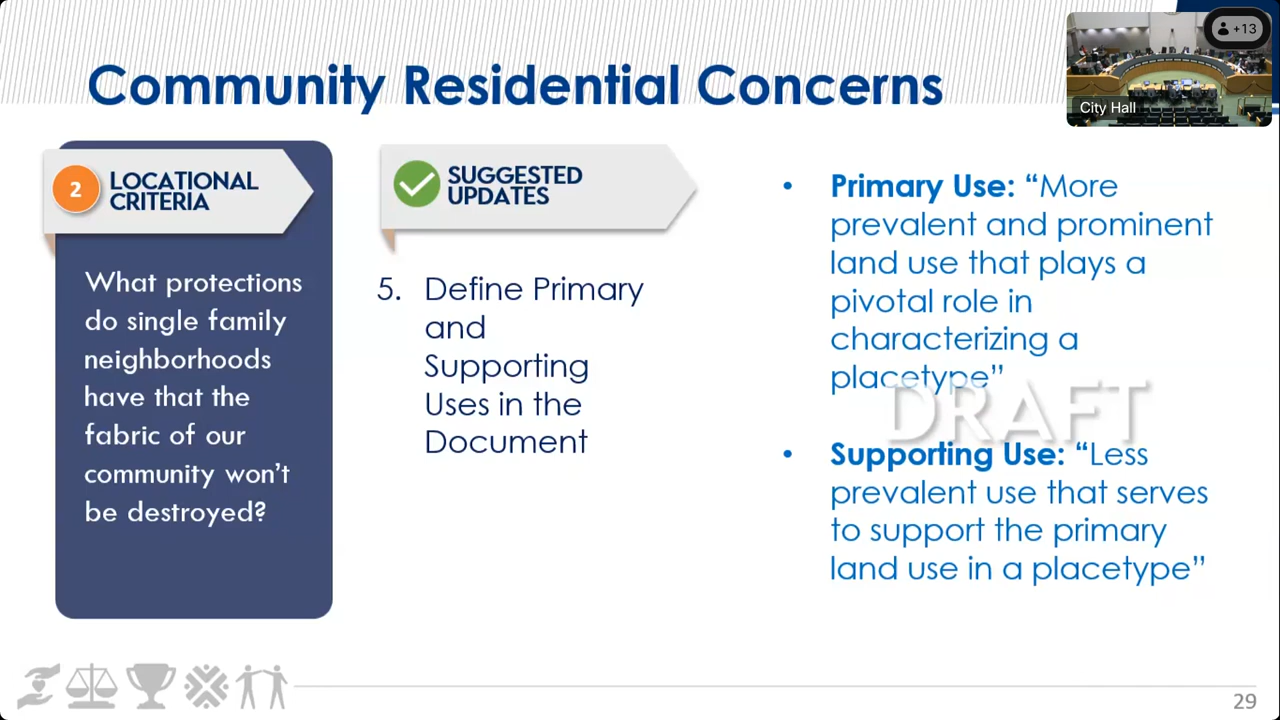 Community Residential Concerns
+13
City Hall
2
LOCATIONAL
CRITERIA
What protections
do single family
neighborhoods
have that the
fabric of our
community won’t
be destroyed?
SUGGESTED
UPDATES
5. Define Primary
and
Supporting
Uses in the
Document
• Primary Use: “More
prevalent and prominent
land use that plays a
pivotal role in
characterizing a
placetype”
DRAFT
• Supporting Use: “Less
prevalent use that serves
to support the primary
land use in a placetype”
29